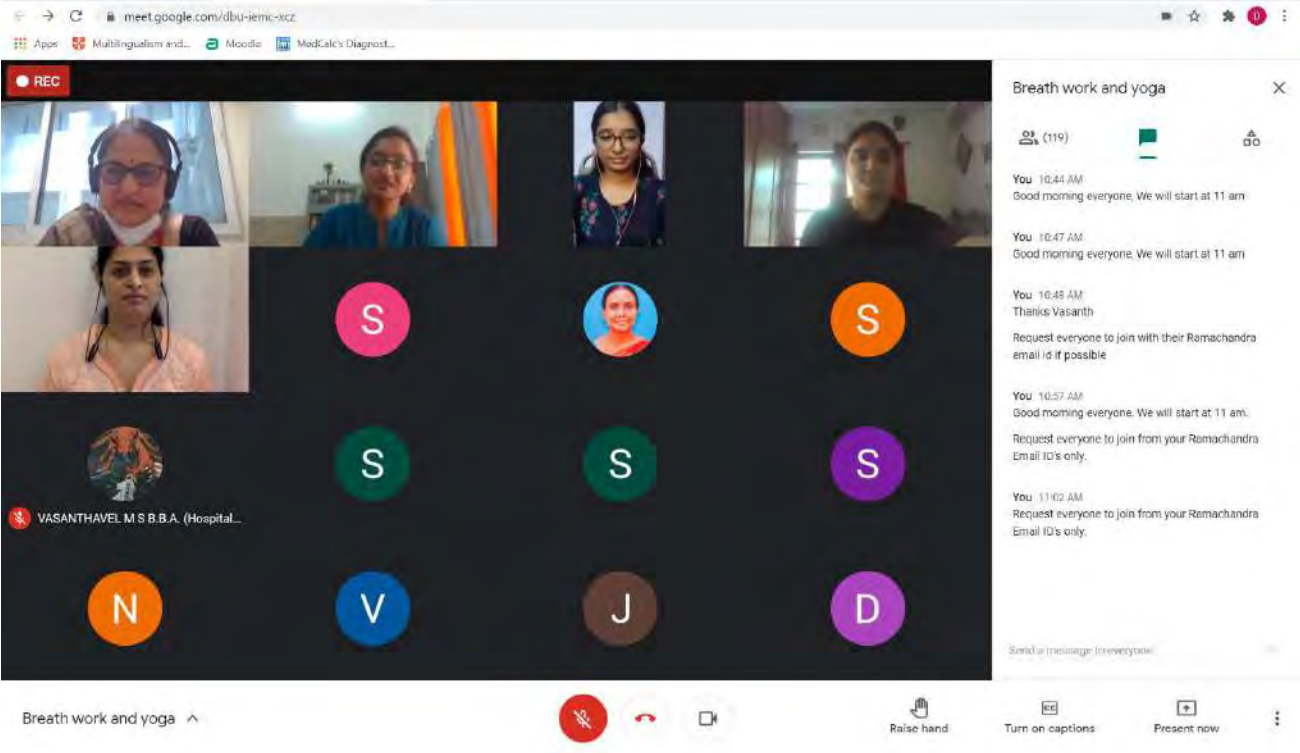 meet.google.com/dbu-iemc-xcz
Apps Multilingualism and... Moodle MedCalc's Diagnost...
REC
S
S
VASANTHAVEL M S B.B.A. (Hospital...
S
S
S
N
V
J
D
Breath work and yoga
(119)
You 10:44 AM
Good morning everyone. We will start at 11 am
You 10:47 AM
Good morning everyone. We will start at 11 am
You 10:48 AM
Thanks Vasanth
Request everyone to join with their Ramachandra
email id if possible
You 10:57 AM
Good morning everyone. We will start at 11 am.
Request everyone to join from your Ramachandra
Email ID's only.
You 11:02 AM
Request everyone to join from your Ramachandra
Email ID's only.
Send a message to everyone
Breath work and yoga
Raise hand
CC
Turn on captions
Present now
D